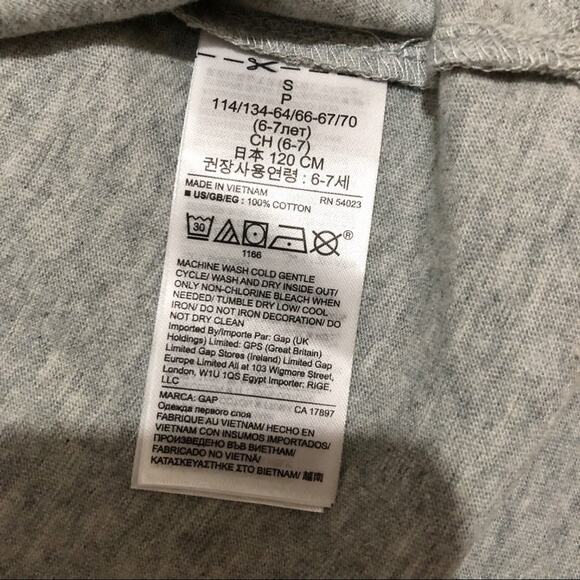 S
P
114/134-64/66-67/70
(6-7лет)
CH (6-7)
日本 120 CM
권장사용연령 : 6-7세
MADE IN VIETNAM RN 54023
■ US/GB/EG : 100% COTTON
30 ®
1166
MACHINE WASH COLD GENTLE
CYCLE/ WASH AND DRY INSIDE OUT/
ONLY NON-CHLORINE BLEACH WHEN
NEEDED/ TUMBLE DRY LOW/ COOL
IRON/ DO NOT IRON DECORATION/ DO
NOT DRY CLEAN
Imported By/Importe Par: Gap (UK
Holdings) Limited: GPS (Great Britain)
Limited Gap Stores (Ireland) Limited Gap
Europe Limited All at 103 Wigmore Street,
London, W1U 1QS Egypt Importer: RIGE,
LLC
MARCA: GAP CA 17897
Одежда первого слоя
FABRIQUE AU VIETNAM/ HECHO EN
VIETNAM CON INSUMOS IMPORTADOS/
ПРОИЗВЕДЕНО ВЪВ ВИЕТНАМ/
FABRICADO NO VIETNÃ/
ΚΑΤΑΣΚΕΥΑΣΤΗΚΕ ΣΤΟ ΒΙΕΤΝΑΜ/ 越南